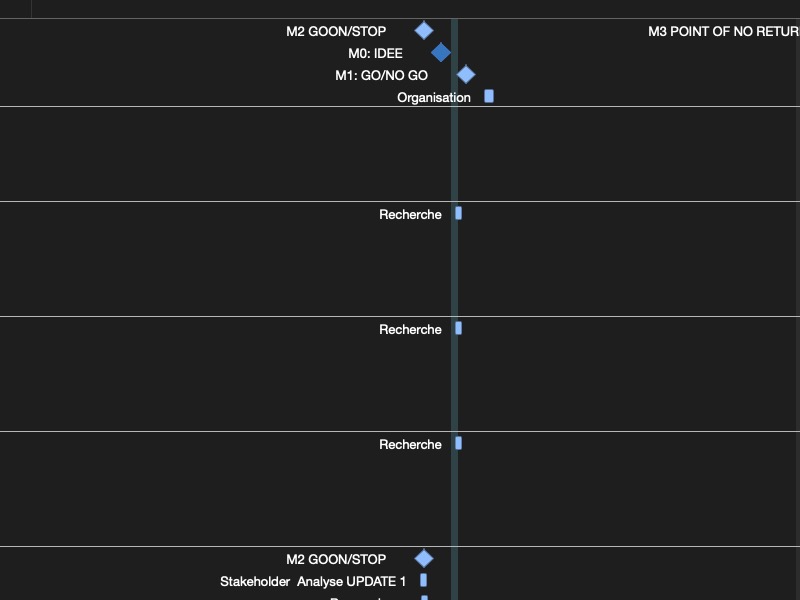 M2 GOON/STOP
M3 POINT OF NO RETUR
M0: IDEE
M1: GO/NO GO
Organisation
Recherche
Recherche
Recherche
M2 GOON/STOP
Stakeholder Analyse UPDATE 1